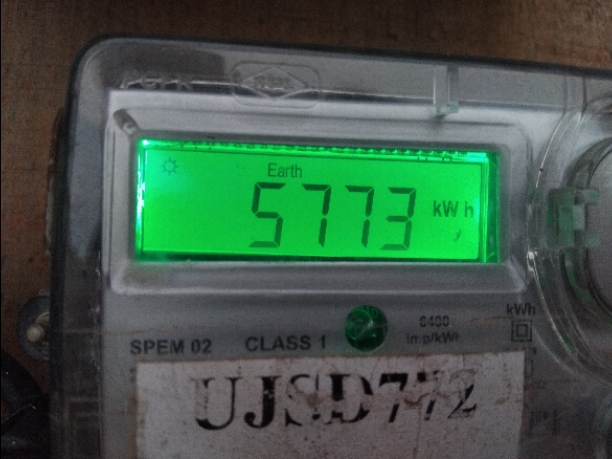 Earth
5773 kWh
kWh
6400
imp/kWh
SPEM 02 CLASS 1
UJSD772